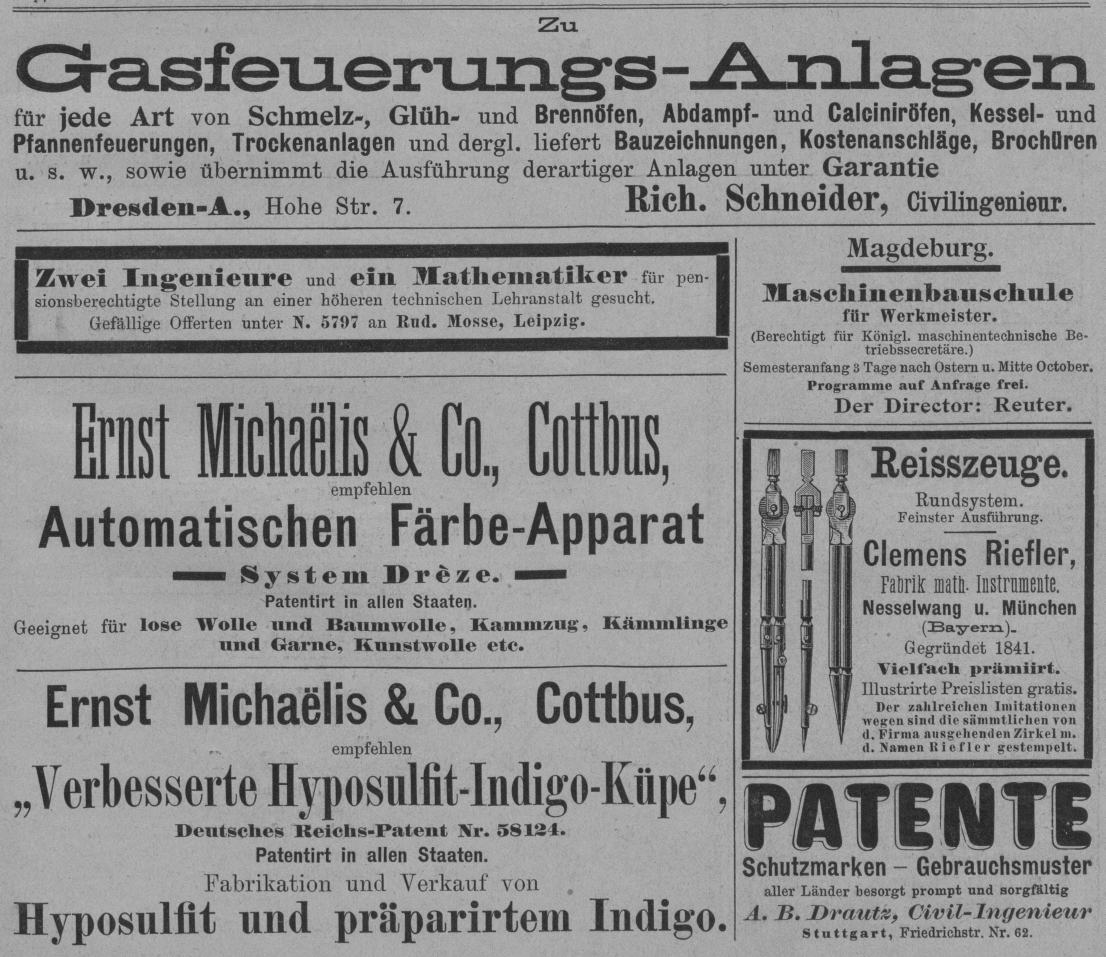 Zu
Gasfeuerungs-Anlagen
für jede Art von Schmelz-, Glüh- und Brennöfen, Abdampf- und Calciniröfen, Kessel- und
Pfannenfeuerungen, Trockenanlagen und dergl. liefert Bauzeichnungen, Kostenanschläge, Brochüren
u. s. w., sowie übernimmt die Ausführung derartiger Anlagen unter Garantie
Dresden-A., Hohe Str. 7. Rich. Schneider, Civilingenieur.
Zwei Ingenieure und ein Mathematiker für pen-
sionsberechtigte Stellung an einer höheren technischen Lehranstalt gesucht.
Gefällige Offerten unter N. 5797 an Rud. Mosse, Leipzig.
Ernst Michaëlis & Co., Cottbus,
empfehlen
Automatischen Färbe-Apparat
System Drèze.
Patentirt in allen Staaten.
Geeignet für lose Wolle und Baumwolle, Kammzug, Kämmlinge
und Garne, Kunstwolle etc.
Ernst Michaëlis & Co., Cottbus,
empfehlen
„Verbesserte Hyposulfit-Indigo-Küpe“,
Deutsches Reichs-Patent Nr. 58124.
Patentirt in allen Staaten.
Fabrikation und Verkauf von
Hyposulfit und präparirtem Indigo.
Magdeburg.
Maschinenbauschule
für Werkmeister.
(Berechtigt für Königl. maschinentechnische Be-
triebssecretäre.)
Semesteranfang 3 Tage nach Ostern u. Mitte October.
Programme auf Anfrage frei.
Der Director: Reuter.
Reisszeuge.
Rundsystem.
Feinster Ausführung.
Clemens Riefler,
Fabrik math. Instrumente,
Nesselwang u. München
(Bayern).
Gegründet 1841.
Vielfach prämiirt.
Illustrirte Preislisten gratis.
Der zahlreichen Imitationen
wegen sind die sämmtlichen von
d. Firma ausgehenden Zirkel m.
d. Namen Riefler gestempelt.
PATENTE
Schutzmarken – Gebrauchsmuster
aller Länder besorgt prompt und sorgfältig
A. B. Drautz, Civil-Ingenieur
Stuttgart, Friedrichstr. Nr. 62.